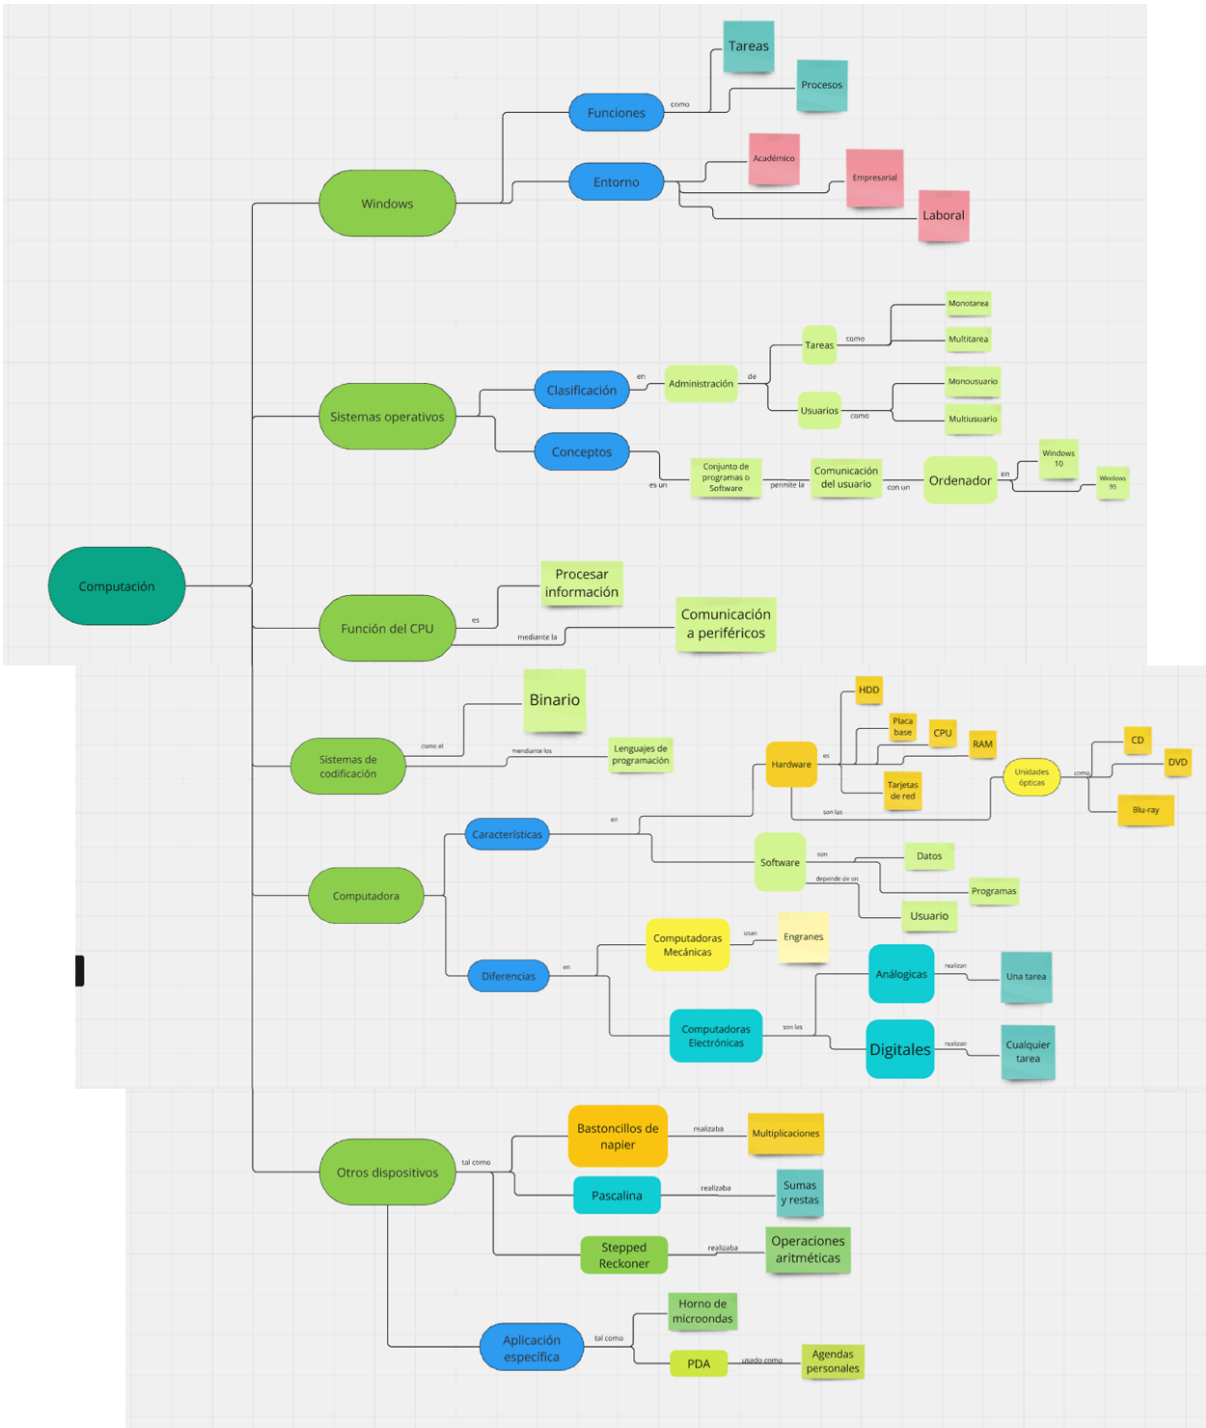 Tareas
Procesos
Funciones
como
Académico
Empresarial
Entorno
Laboral
Windows
Monotarea
Tareas
como
Multitarea
Clasificación
en
Administración
de
Monousuario
Usuarios
como
Multiusuario
Sistemas operativos
Conceptos
es un
Conjunto de
programas o
Software
permite la
Comunicación
del usuario
con un
Ordenador
en
Windows
10
Windows
95
Computación
Procesar
información
es
Función del CPU
mediante la
Comunicación
a periféricos
Binario
como el
Sistemas de
codificación
mendiante los
Lenguajes de
programación
HDD
Placa
base
CPU
RAM
Hardware
es
Tarjetas
de red
son las
Unidades
ópticas
como
CD
DVD
Blu-ray
Características
en
Software
son
Datos
Programas
depende de un
Usuario
Computadora
Computadoras
Mecánicas
usan
Engranes
Diferencias
en
Análogicas
realizan
Una tarea
Computadoras
Electrónicas
son las
Digitales
realizan
Cualquier
tarea
Otros dispositivos
tal como
Bastoncillos de
napier
realizaba
Multiplicaciones
Pascalina
realizaba
Sumas
y restas
Stepped
Reckoner
realizaba
Operaciones
aritméticas
Aplicación
específica
tal como
Horno de
microondas
PDA
usado como
Agendas
personales